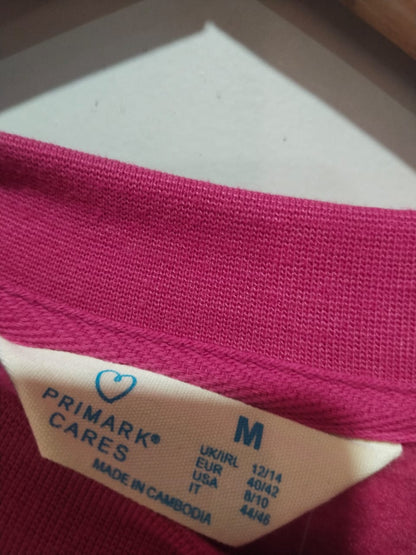 PRIMARK®
CARES
MADE IN CAMBODIA
M
UK/IRL 12/14
EUR 40/42
USA 8/10
IT 44/46